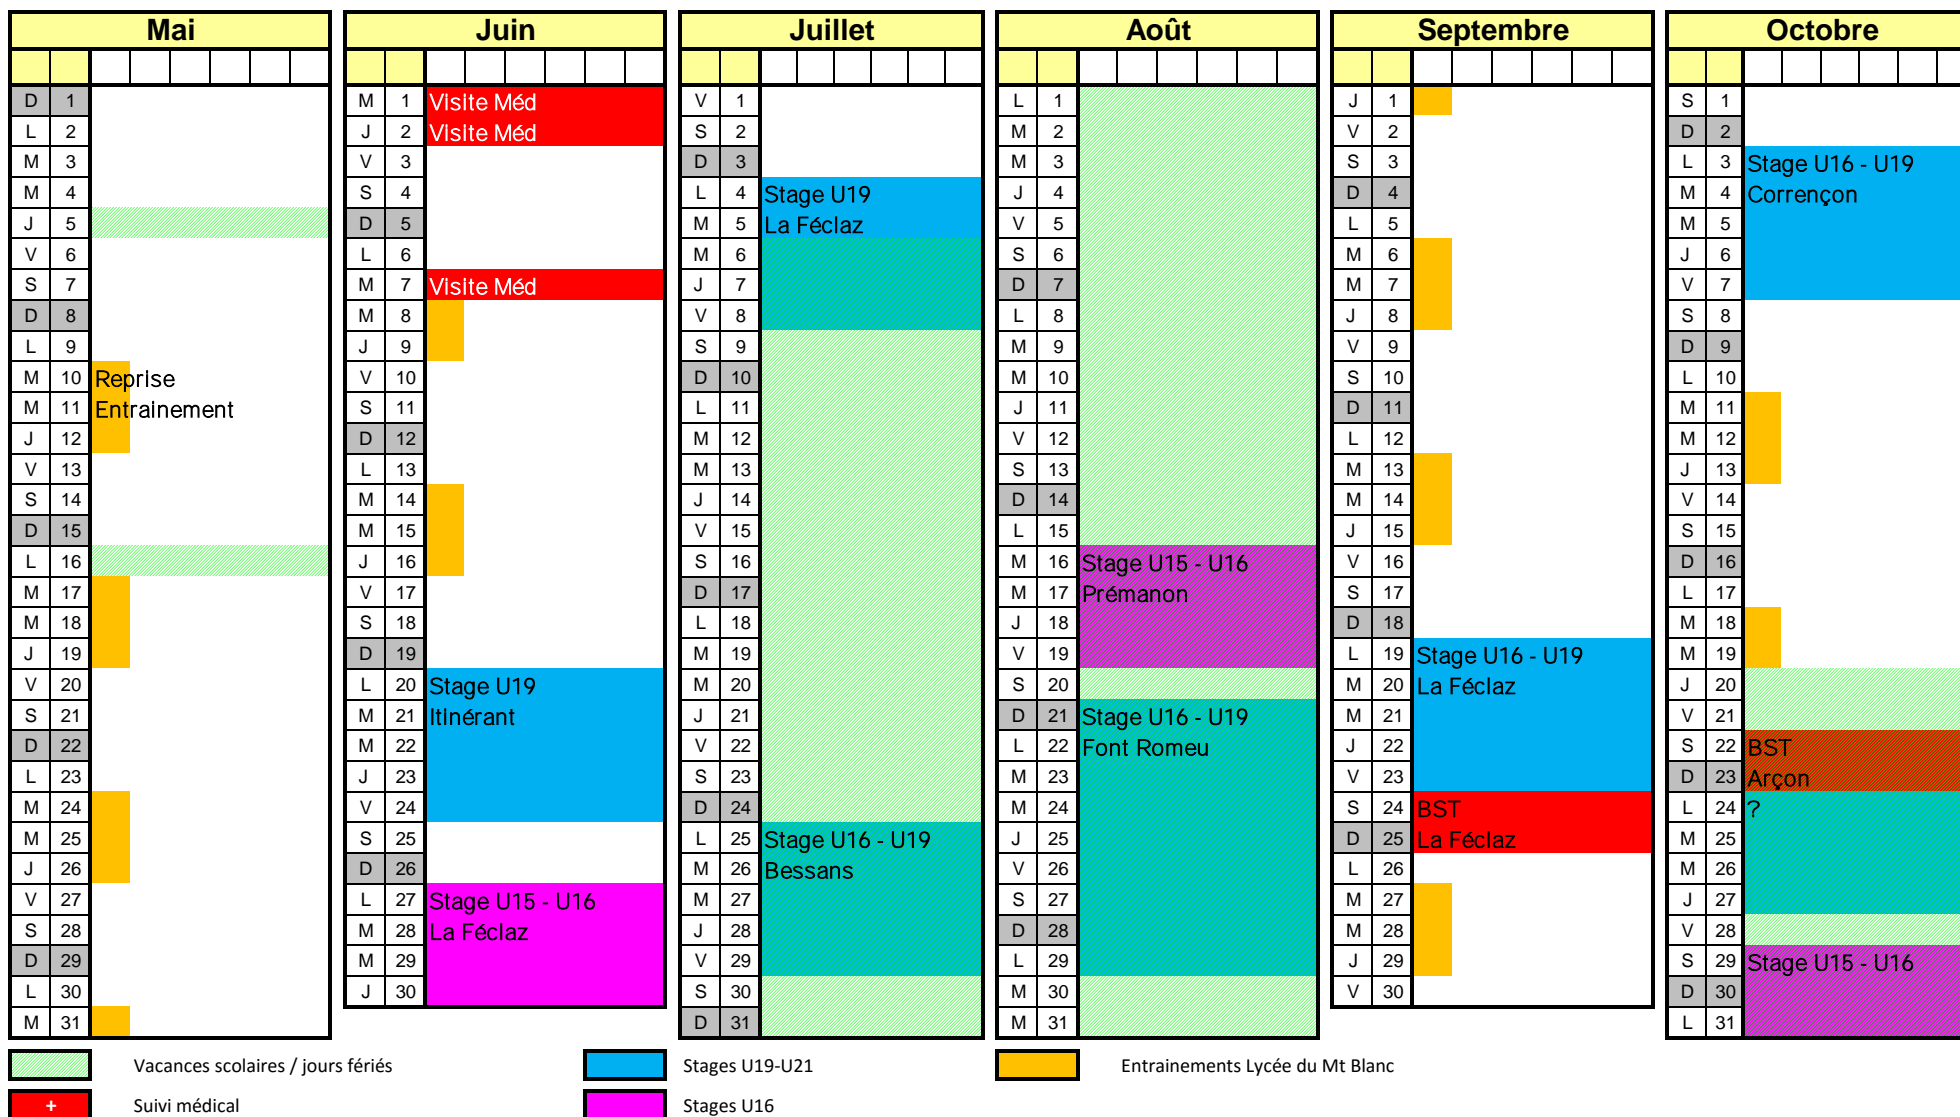 Mai Juin Juillet Août Septembre Octobre
D 1 M 1 Visite Méd V 1 L 1 J 1 S 1
L 2 J 2 Visite Méd S 2 M 2 V 2 D 2
M 3 V 3 D 3 M 3 S 3 L 3 Stage U16 - U19
M 4 S 4 L 4 Stage U19 J 4 D 4 M 4 Corrençon
J 5 D 5 M 5 La Féclaz V 5 L 5 M 5
V 6 L 6 M 6 S 6 M 6 J 6
S 7 M 7 Visite Méd J 7 D 7 M 7 V 7
D 8 M 8 V 8 L 8 J 8 S 8
L 9 J 9 S 9 M 9 V 9 D 9
M 10 Reprise V 10 D 10 M 10 S 10 L 10
M 11 Entrainement S 11 L 11 J 11 D 11 M 11
J 12 D 12 M 12 V 12 L 12 M 12
V 13 L 13 M 13 S 13 M 13 J 13
S 14 M 14 J 14 D 14 M 14 V 14
D 15 M 15 V 15 L 15 J 15 S 15
L 16 J 16 S 16 M 16 Stage U15 - U16 V 16 D 16
M 17 V 17 D 17 M 17 Prémanon S 17 L 17
M 18 S 18 L 18 J 18 D 18 M 18
J 19 D 19 M 19 V 19 L 19 Stage U16 - U19 M 19
V 20 L 20 Stage U19 M 20 S 20 M 20 La Féclaz J 20
S 21 M 21 Itinérant J 21 D 21 Stage U16 - U19 M 21 V 21
D 22 M 22 V 22 L 22 Font Romeu J 22 S 22 BST
L 23 J 23 S 23 M 23 V 23 D 23 Arçon
M 24 V 24 D 24 M 24 S 24 BST L 24 ?
M 25 S 25 L 25 Stage U16 - U19 J 25 D 25 La Féclaz M 25
J 26 D 26 M 26 Bessans V 26 L 26 M 26
V 27 L 27 Stage U15 - U16 M 27 S 27 M 27 J 27
S 28 M 28 La Féclaz J 28 D 28 M 28 V 28
D 29 M 29 V 29 L 29 J 29 S 29 Stage U15 - U16
L 30 J 30 S 30 M 30 V 30 D 30
M 31 D 31 M 31 L 31
Vacances scolaires / jours fériés Stages U19-U21 Entrainements Lycée du Mt Blanc
+ Suivi médical Stages U16